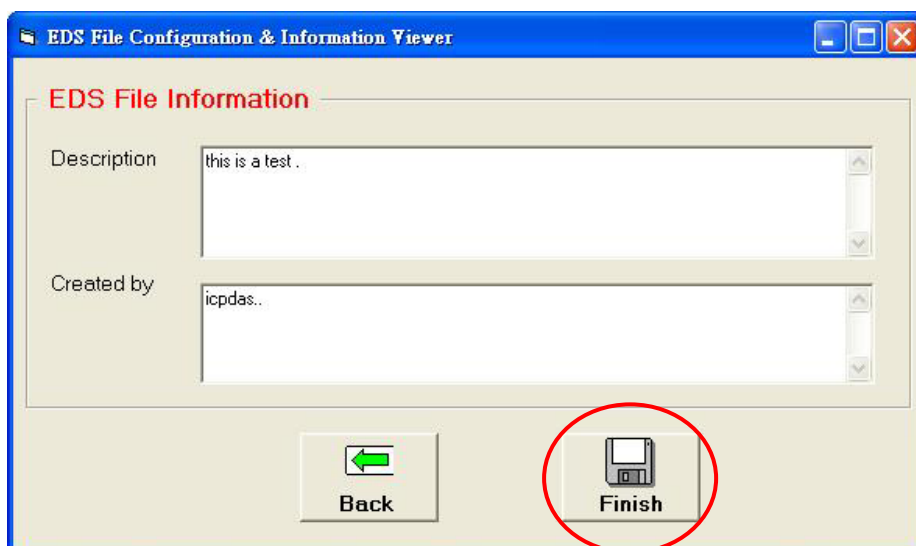 EDS File Configuration & Information Viewer
EDS File Information
Description
this is a test .
Created by
icpdas..
Back
Finish